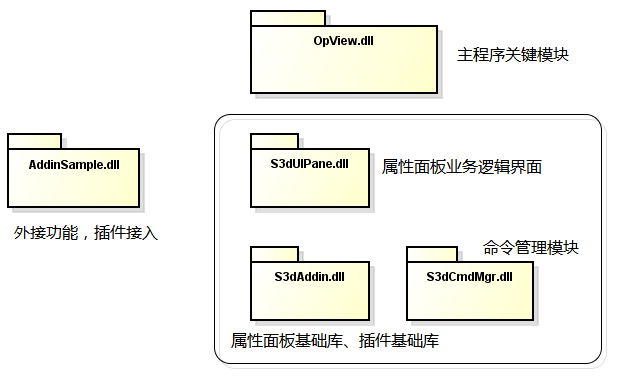 OpView.dll
主程序关键模块
AddinSample.dll
外接功能，插件接入
S3dUIPane.dll
属性面板业务逻辑界面
命令管理模块
S3dAddin.dll
S3dCmdMgr.dll
属性面板基础库、插件基础库